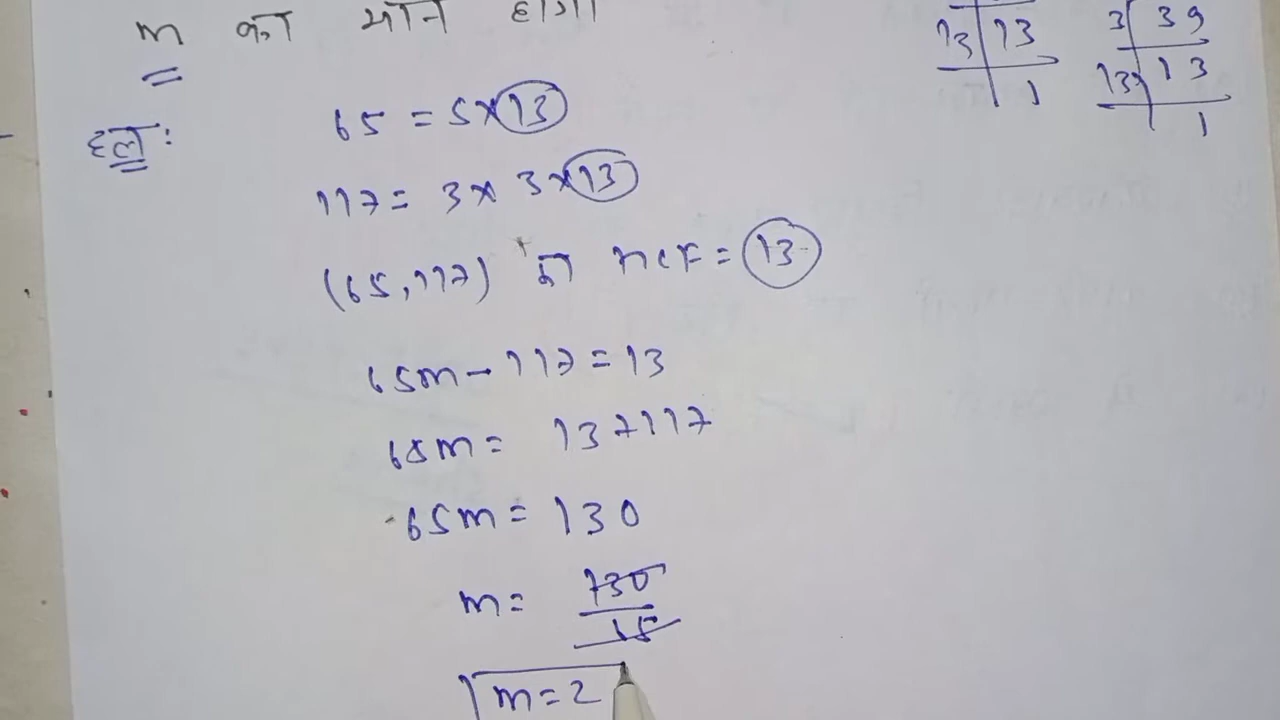 m का मान होगा
हल:
65 = 5×13
117 = 3×3×13
(65,117) का HCF = 13
65m - 117 = 13
65m = 13+117
65m = 130
m = 130
65
m = 2
13 | 13
1
3 | 39
13 | 13
1